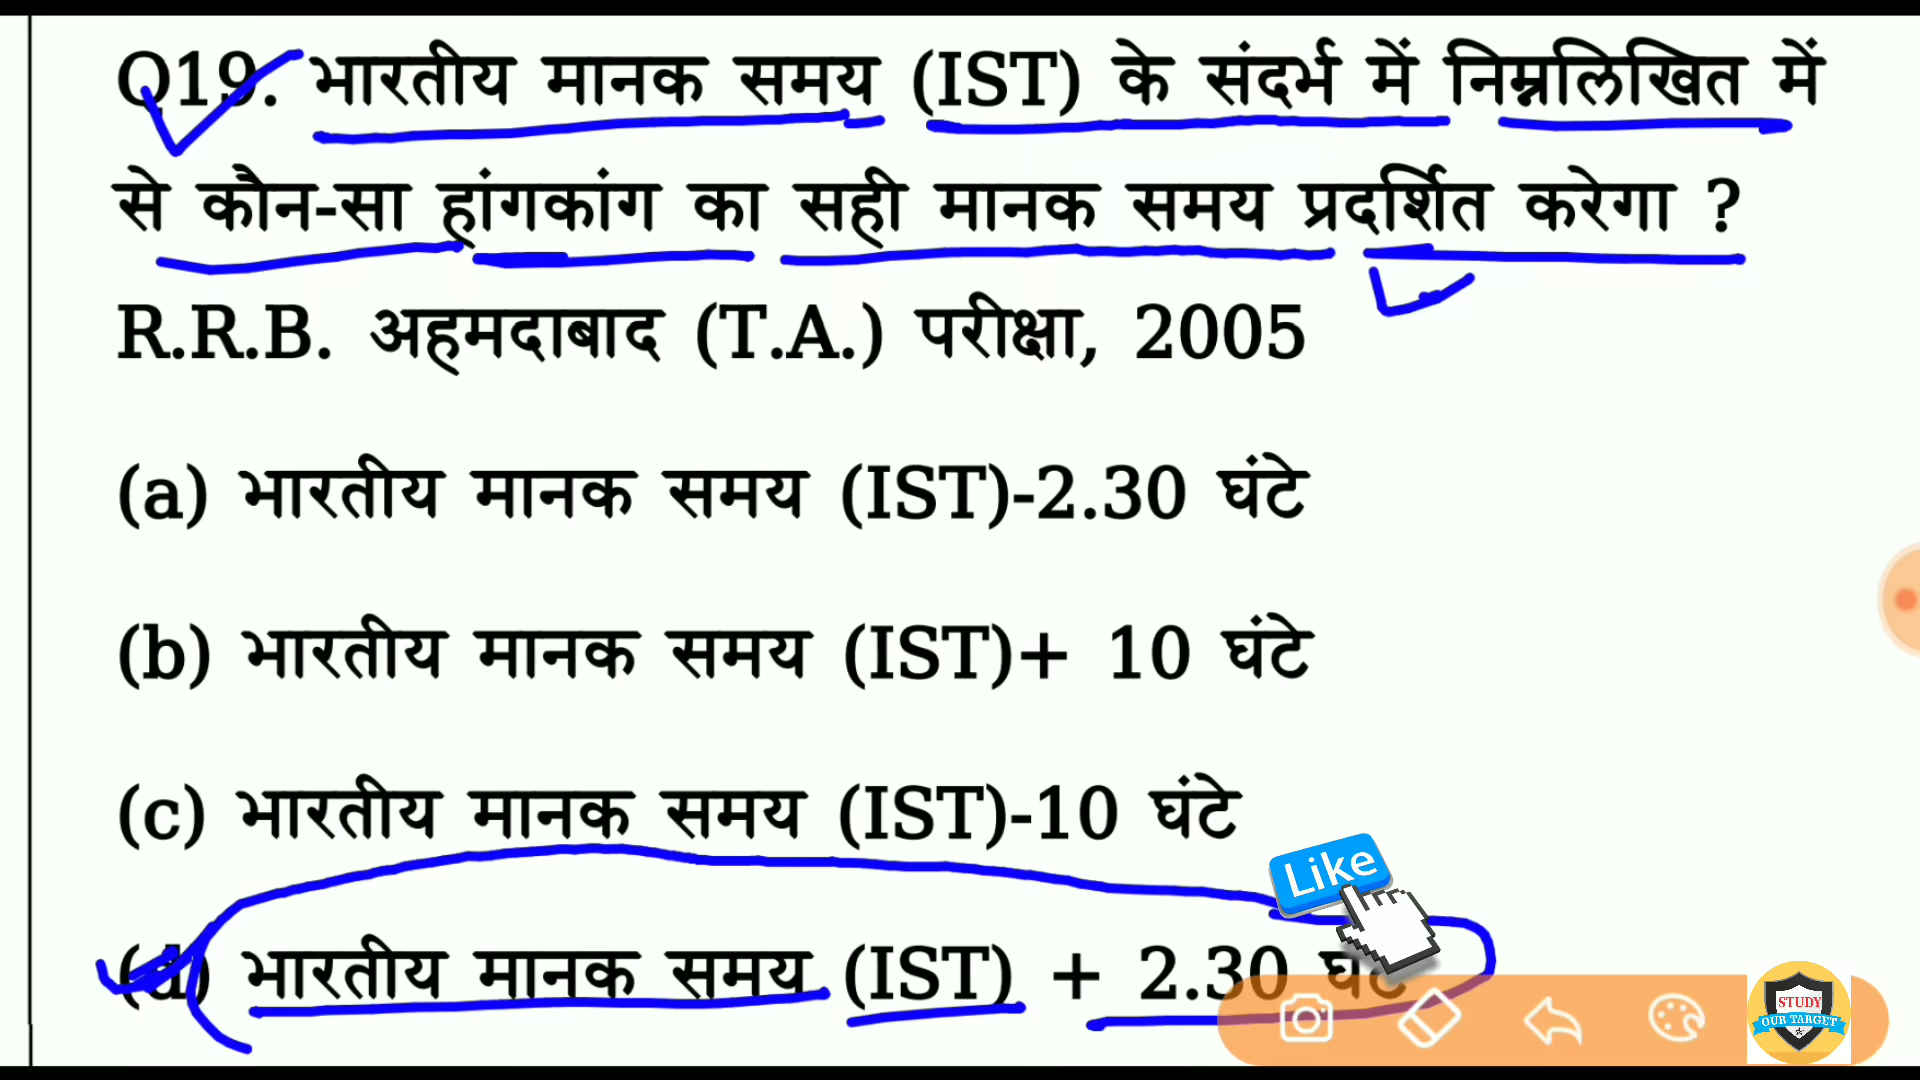 Q19. भारतीय मानक समय (IST) के संदर्भ में निम्नलिखित में
से कौन-सा हांगकांग का सही मानक समय प्रदर्शित करेगा ?
R.R.B. अहमदाबाद (T.A.) परीक्षा, 2005
(a) भारतीय मानक समय (IST)-2.30 घंटे
(b) भारतीय मानक समय (IST)+ 10 घंटे
(c) भारतीय मानक समय (IST)-10 घंटे
Like
(d) भारतीय मानक समय (IST) + 2.30 घंटे
STUDY
OUR TARGET